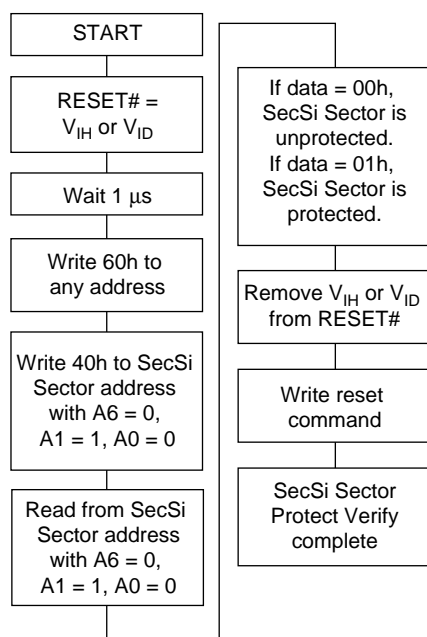 START
RESET# =
V_IH or V_ID
Wait 1 μs
Write 60h to
any address
Write 40h to SecSi
Sector address
with A6 = 0,
A1 = 1, A0 = 0
Read from SecSi
Sector address
with A6 = 0,
A1 = 1, A0 = 0
If data = 00h,
SecSi Sector is
unprotected.
If data = 01h,
SecSi Sector is
protected.
Remove V_IH or V_ID
from RESET#
Write reset
command
SecSi Sector
Protect Verify
complete